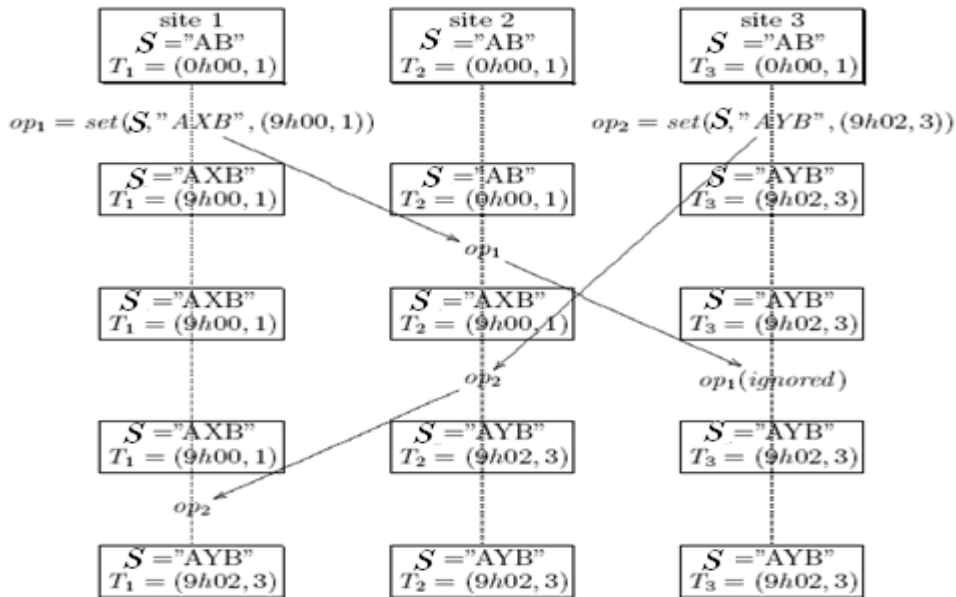 site 1
S ="AB"
T₁ = (0h00, 1)
site 2
S ="AB"
T₂ = (0h00, 1)
site 3
S ="AB"
T₃ = (0h00, 1)
op₁ = set(S,"AXB", (9h00, 1))
op₂ = set(S,"AYB", (9h02, 3))
S ="AXB"
T₁ = (9h00, 1)
S ="AB"
T₂ = (0h00, 1)
S ="AYB"
T₃ = (9h02, 3)
op₁
S ="AXB"
T₁ = (9h00, 1)
S ="AXB"
T₂ = (9h00, 1)
S ="AYB"
T₃ = (9h02, 3)
op₂
op₁(ignored)
S ="AXB"
T₁ = (9h00, 1)
S ="AYB"
T₂ = (9h02, 3)
S ="AYB"
T₃ = (9h02, 3)
op₂
S ="AYB"
T₁ = (9h02, 3)
S ="AYB"
T₂ = (9h02, 3)
S ="AYB"
T₃ = (9h02, 3)